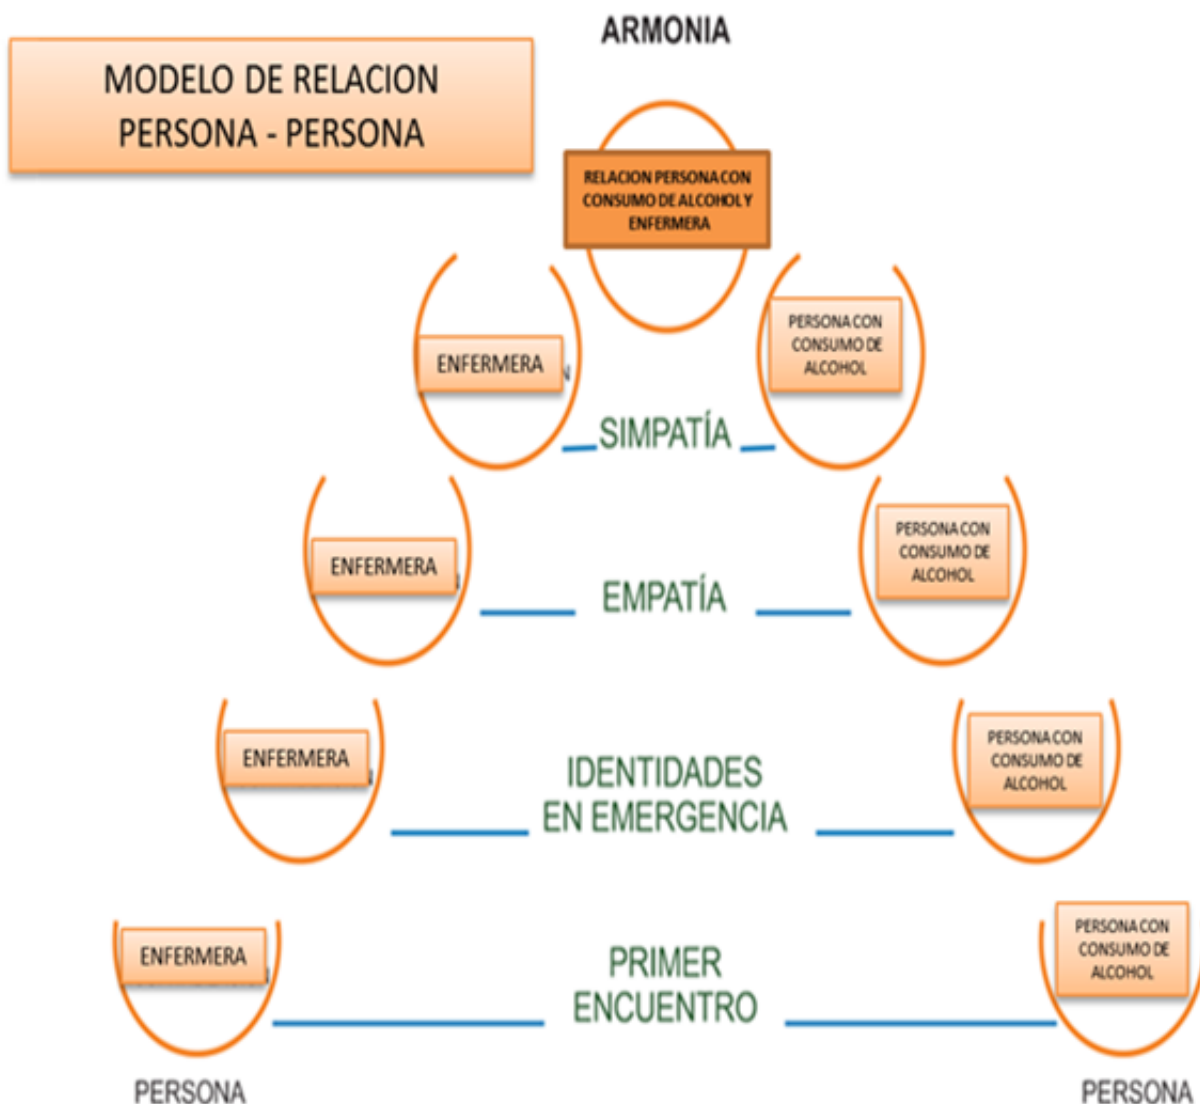 ARMONIA
MODELO DE RELACION
PERSONA - PERSONA
RELACION PERSONA CON
CONSUMO DE ALCOHOL Y
ENFERMERA
ENFERMERA
PERSONA CON
CONSUMO DE
ALCOHOL
SIMPATÍA
ENFERMERA
PERSONA CON
CONSUMO DE
ALCOHOL
EMPATÍA
ENFERMERA
PERSONA CON
CONSUMO DE
ALCOHOL
IDENTIDADES
EN EMERGENCIA
ENFERMERA
PERSONA CON
CONSUMO DE
ALCOHOL
PRIMER
ENCUENTRO
PERSONA
PERSONA